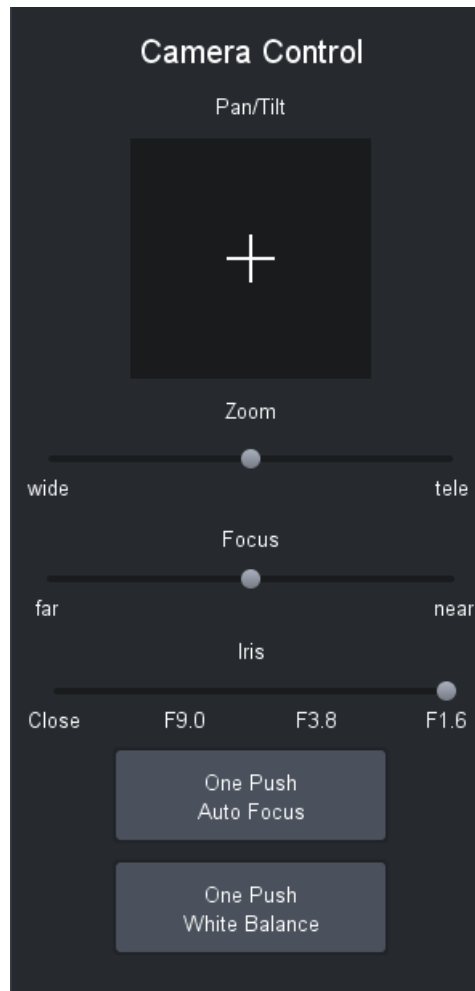 Camera Control
Pan/Tilt
Zoom
wide tele
Focus
far near
Iris
Close F9.0 F3.8 F1.6
One Push
Auto Focus
One Push
White Balance